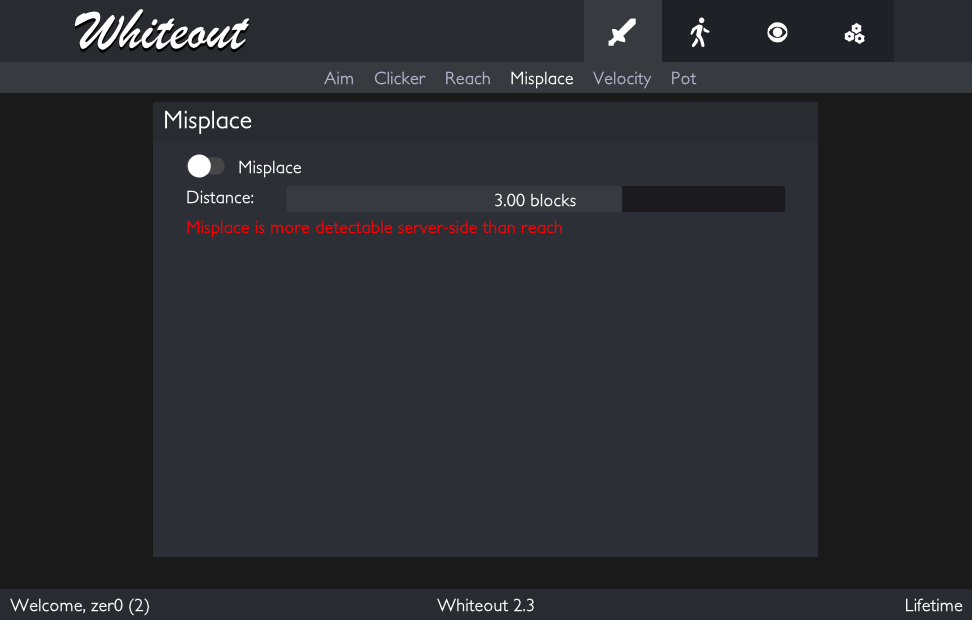 Whiteout
Aim Clicker Reach Misplace Velocity Pot
Misplace
Misplace
Distance: 3.00 blocks
Misplace is more detectable server-side than reach
Welcome, zer0 (2) Whiteout 2.3 Lifetime